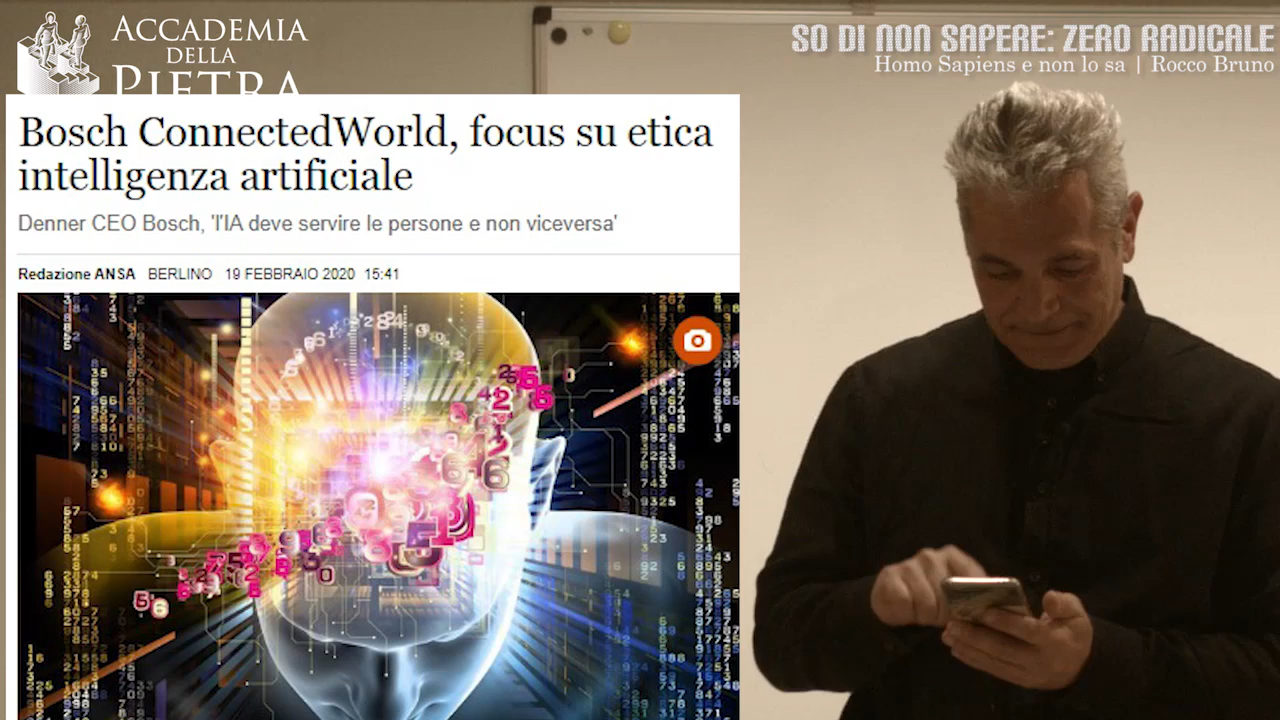 ACCADEMIA
DELLA
PIETRA
SO DI NON SAPERE: ZERO RADICALE
Homo Sapiens e non lo sa | Rocco Bruno
Bosch ConnectedWorld, focus su etica
intelligenza artificiale
Denner CEO Bosch, 'l'IA deve servire le persone e non viceversa'
Redazione ANSA BERLINO 19 FEBBRAIO 2020 15:41